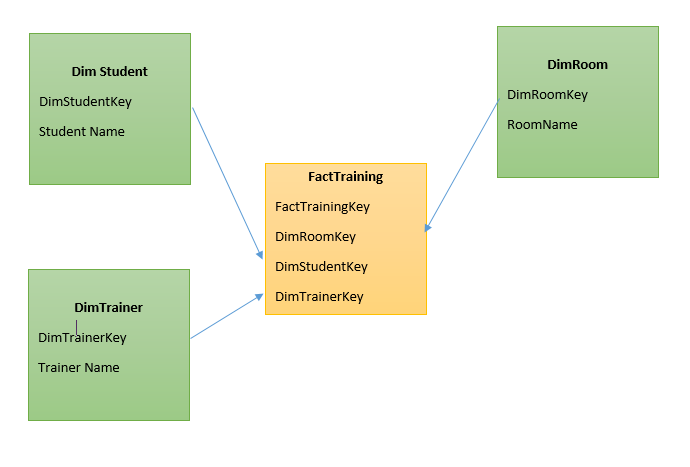 Dim Student
DimStudentKey
Student Name
DimRoom
DimRoomKey
RoomName
FactTraining
FactTrainingKey
DimRoomKey
DimStudentKey
DimTrainerKey
DimTrainer
DimTrainerKey
Trainer Name